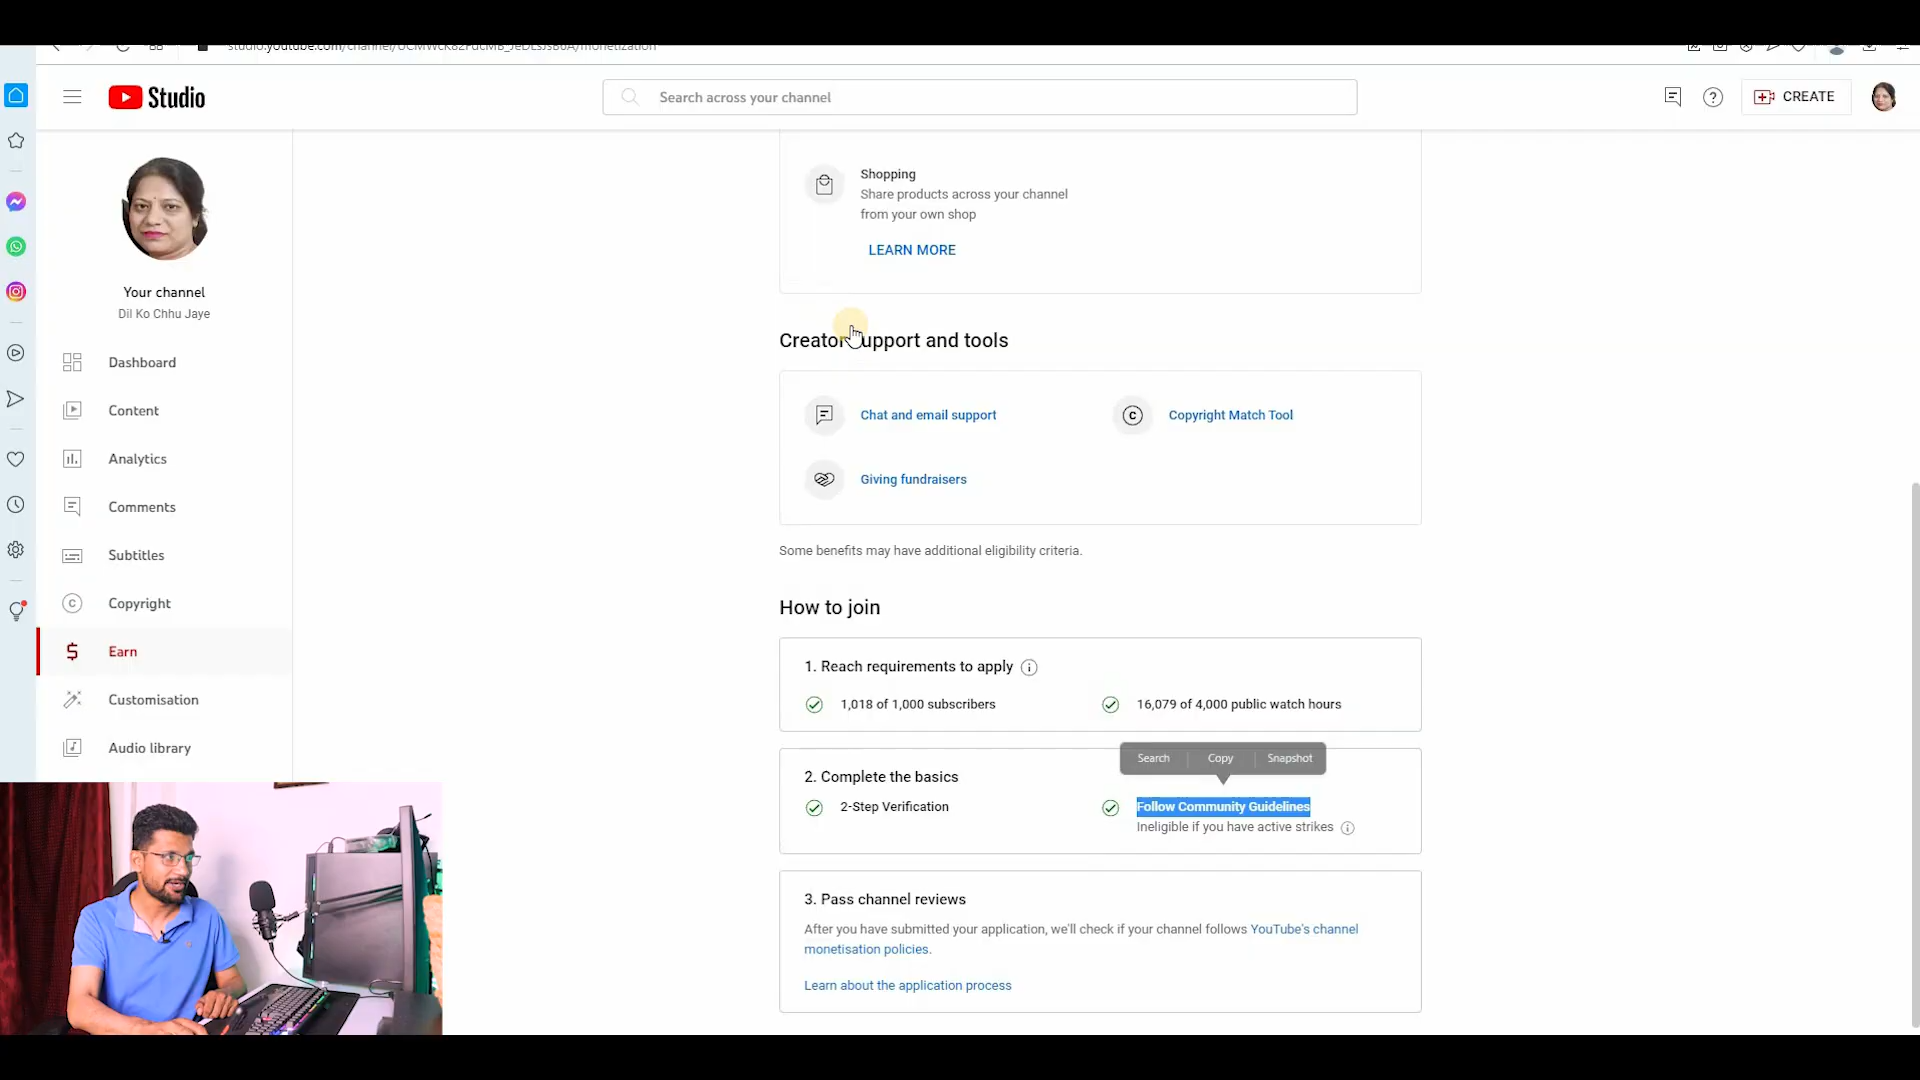 Studio
Search across your channel
CREATE
Your channel
Dil Ko Chhu Jaye
Dashboard
Content
Analytics
Comments
Subtitles
Copyright
Earn
Customisation
Audio library
Shopping
Share products across your channel
from your own shop
LEARN MORE
Creator support and tools
Chat and email support
Copyright Match Tool
Giving fundraisers
Some benefits may have additional eligibility criteria.
How to join
1. Reach requirements to apply
1,018 of 1,000 subscribers
16,079 of 4,000 public watch hours
Search
Copy
Snapshot
2. Complete the basics
2-Step Verification
Follow Community Guidelines
Ineligible if you have active strikes
3. Pass channel reviews
After you have submitted your application, we'll check if your channel follows YouTube's channel
monetisation policies.
Learn about the application process